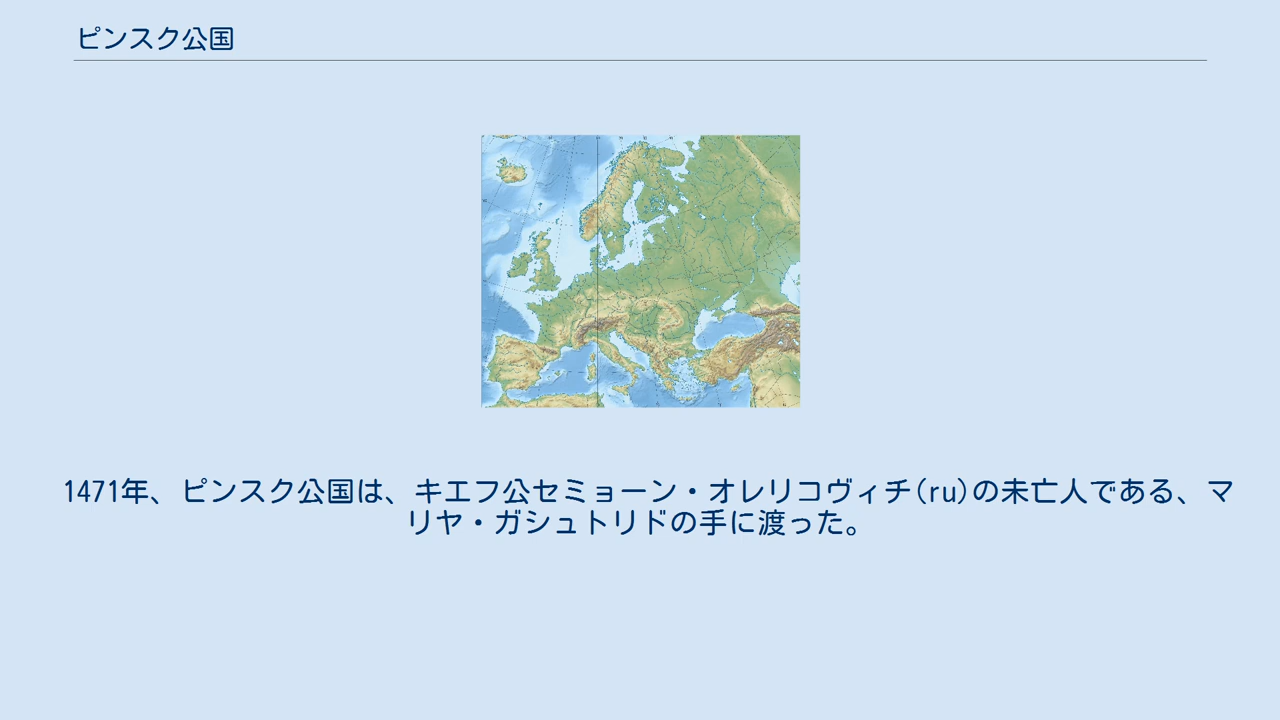 ピンスク公国
1471年、ピンスク公国は、キエフ公セミョーン・オレリコヴィチ(ru)の未亡人である、マ
リヤ・ガシュトリドの手に渡った。